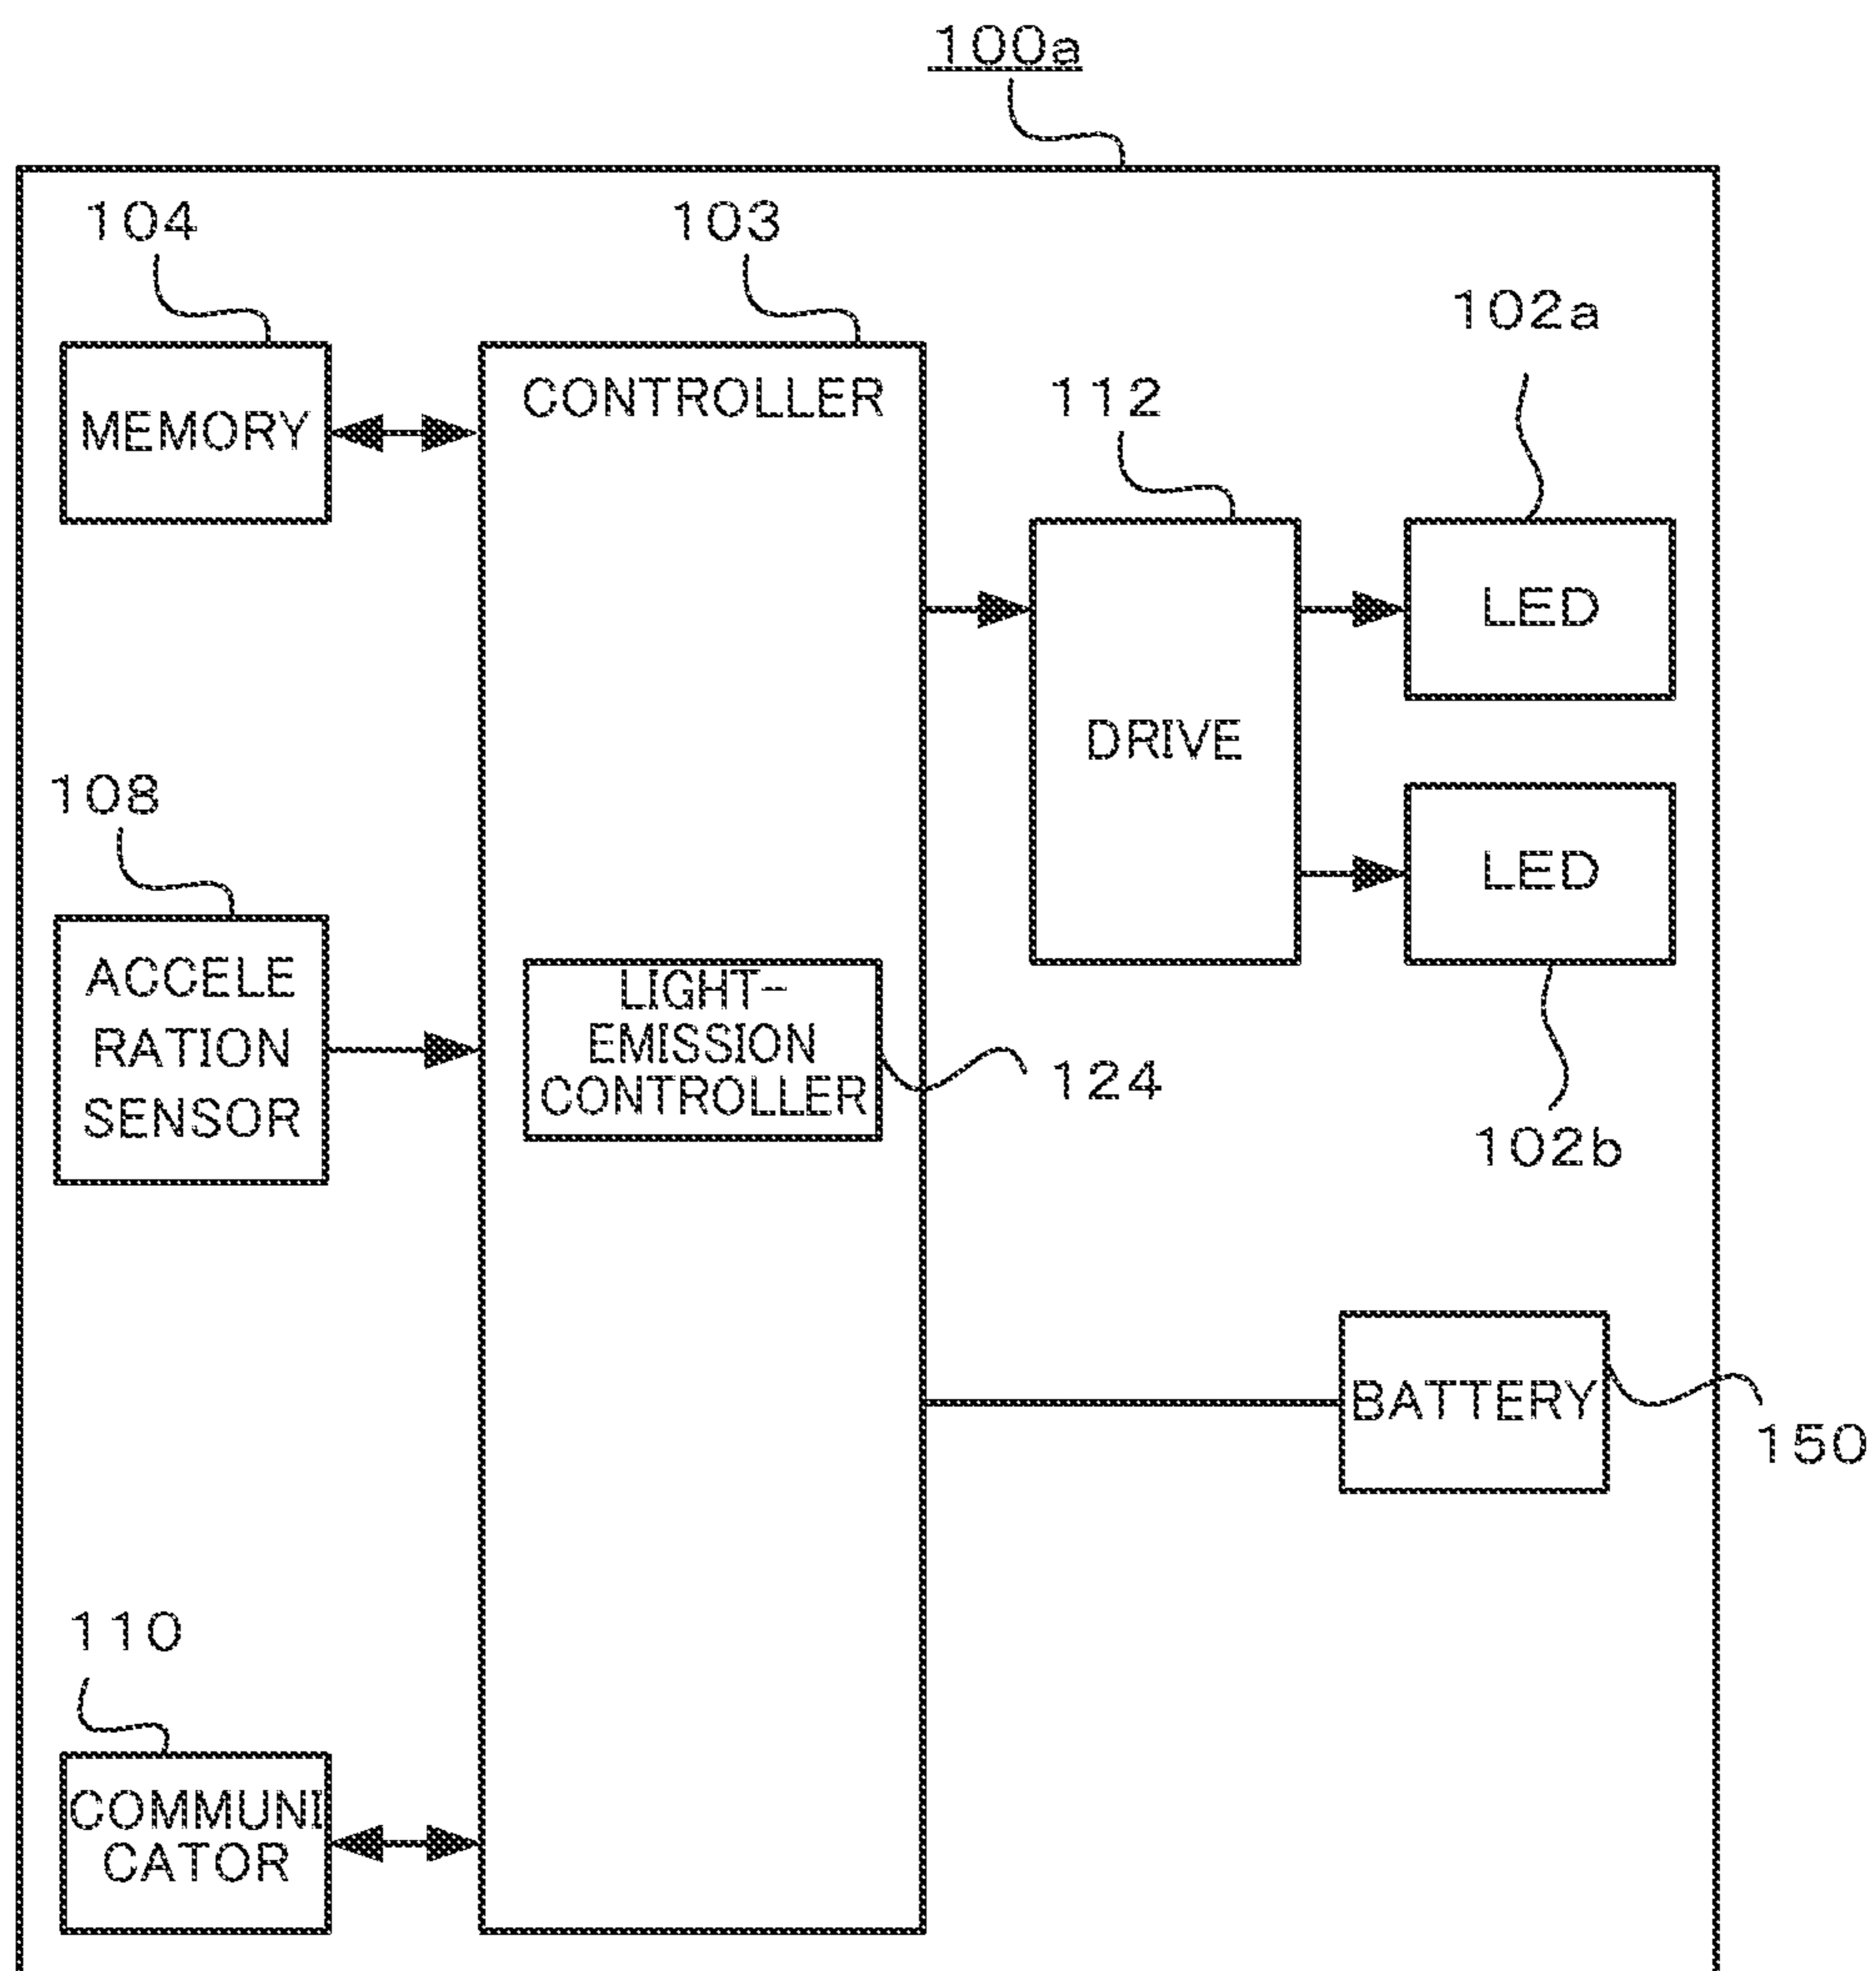 100a
104
103
102a
MEMORY
CONTROLLER
112
LED
DRIVE
108
LED
ACCELE
RATION
SENSOR
LIGHT-
EMISSION
CONTROLLER
124
102b
BATTERY
150
110
COMMUNI
CATOR